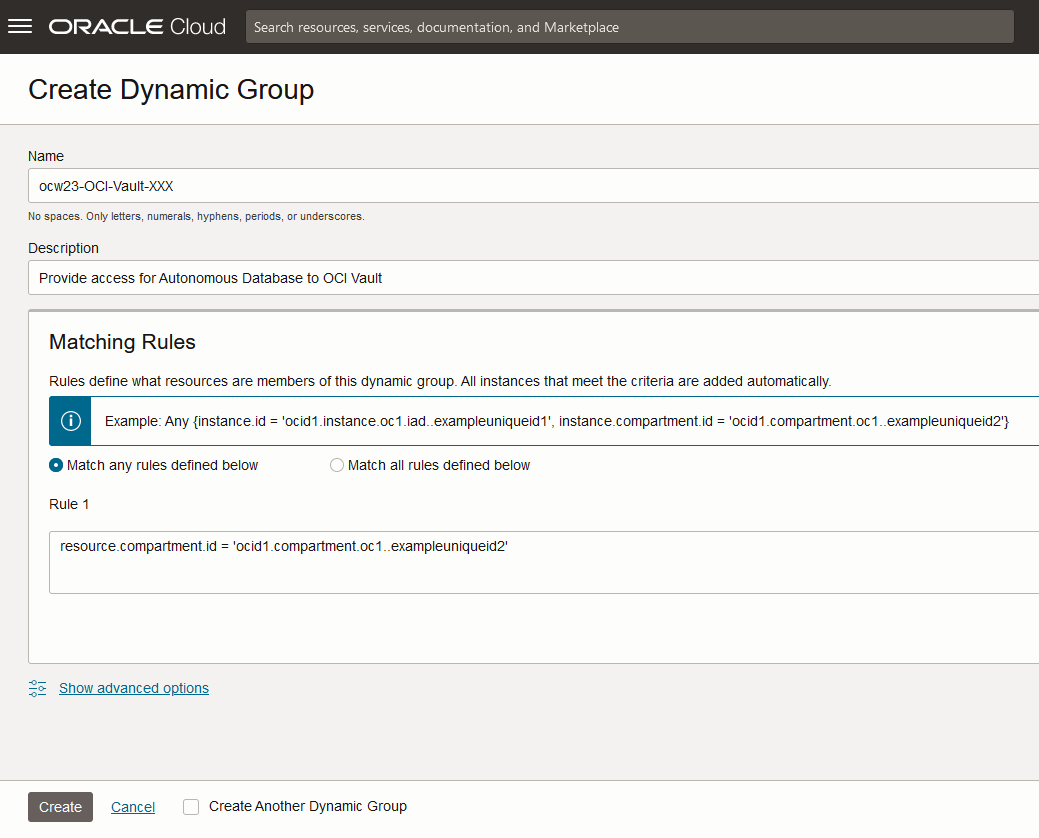 ORACLE Cloud
Search resources, services, documentation, and Marketplace
Create Dynamic Group
Name
ocw23-OCI-Vault-XXX
No spaces. Only letters, numerals, hyphens, periods, or underscores.
Description
Provide access for Autonomous Database to OCI Vault
Matching Rules
Rules define what resources are members of this dynamic group. All instances that meet the criteria are added automatically.
Example: Any {instance.id = 'ocid1.instance.oc1.iad..exampleuniqueid1', instance.compartment.id = 'ocid1.compartment.oc1..exampleuniqueid2'}
Match any rules defined below
Match all rules defined below
Rule 1
resource.compartment.id = 'ocid1.compartment.oc1..exampleuniqueid2'
Show advanced options
Create
Cancel
Create Another Dynamic Group